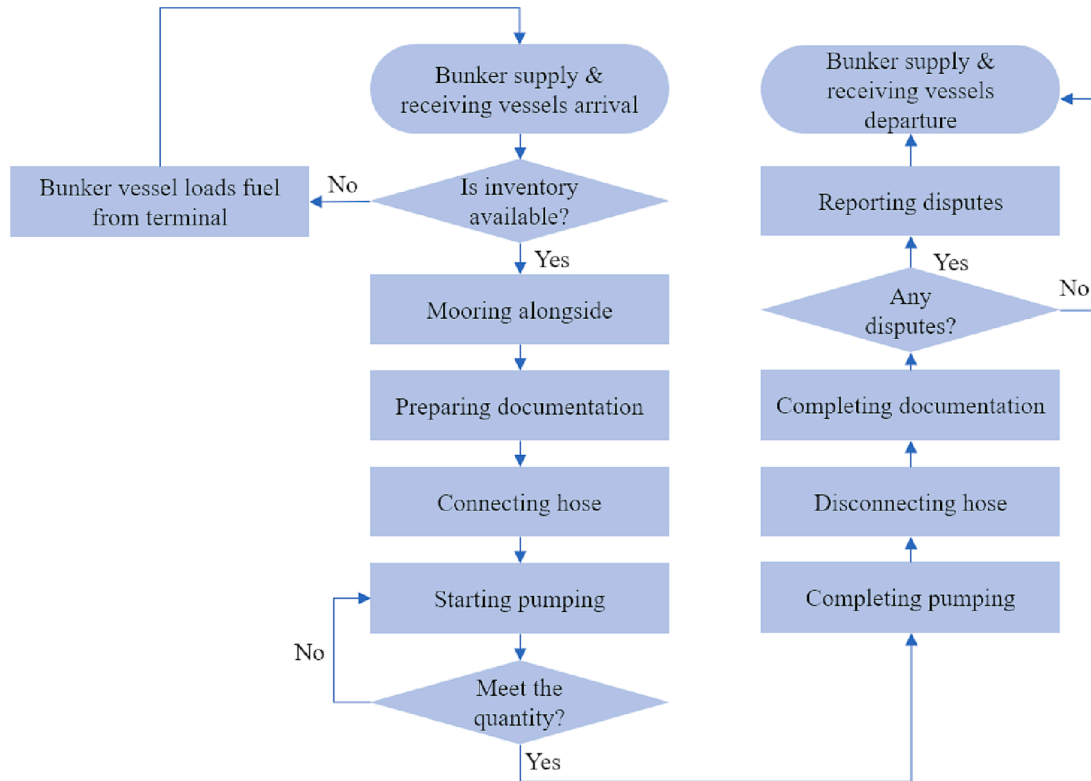 Bunker supply &
receiving vessels arrival
Is inventory
available?
No
Bunker vessel loads fuel
from terminal
Yes
Mooring alongside
Preparing documentation
Connecting hose
Starting pumping
No
Meet the
quantity?
Yes
Completing pumping
Disconnecting hose
Completing documentation
Any
disputes?
Yes
No
Reporting disputes
Bunker supply &
receiving vessels
departure